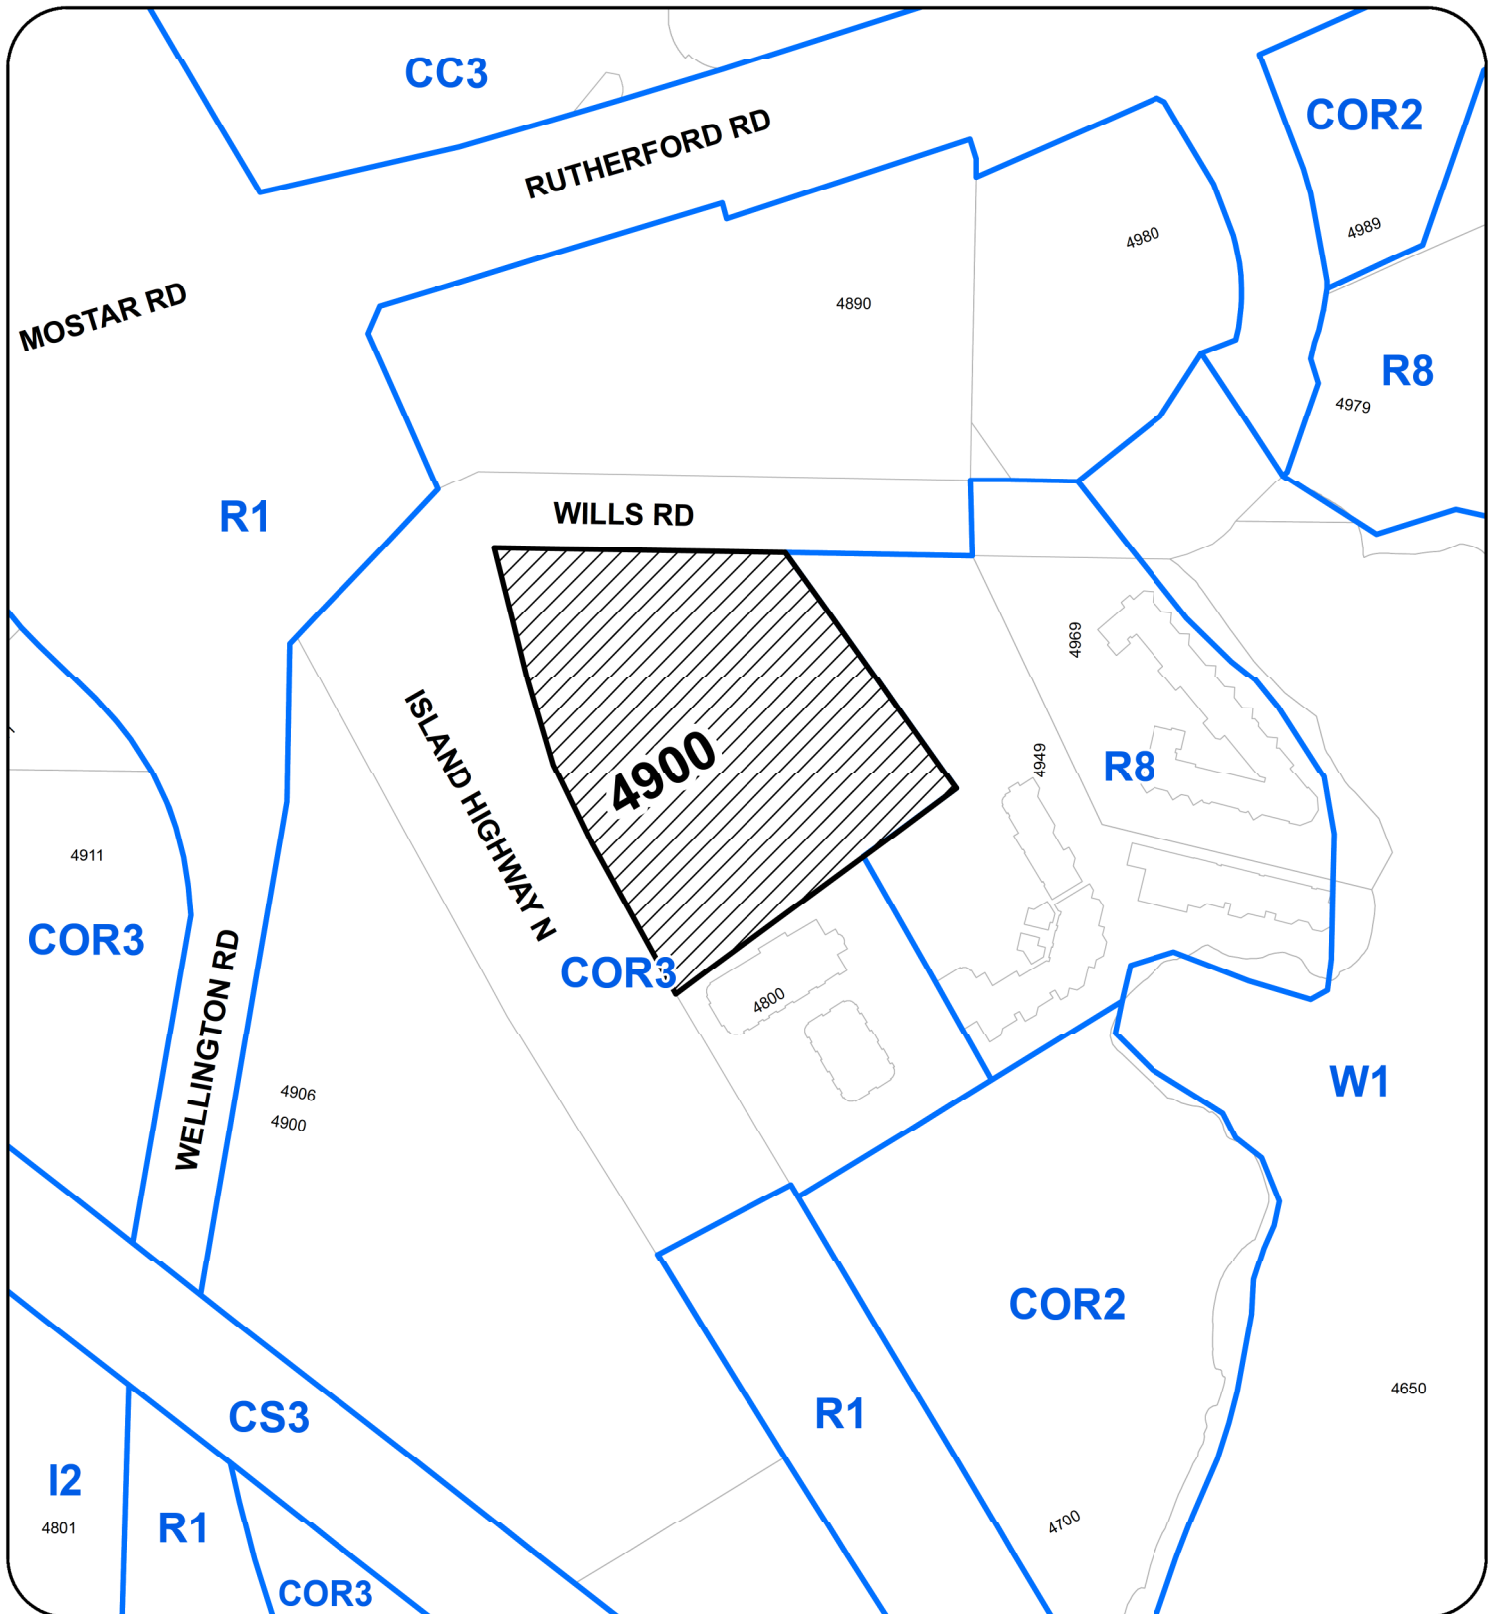 CC3
COR2
RUTHERFORD RD
4989
4980
MOSTAR RD
4890
R8
4979
R1
WILLS RD
4969
ISLAND HIGHWAY N
4900
4949
R8
4911
COR3
WELLINGTON RD
COR3
4800
W1
4906
4900
COR2
4650
R1
CS3
I2
4801
R1
4700
COR3